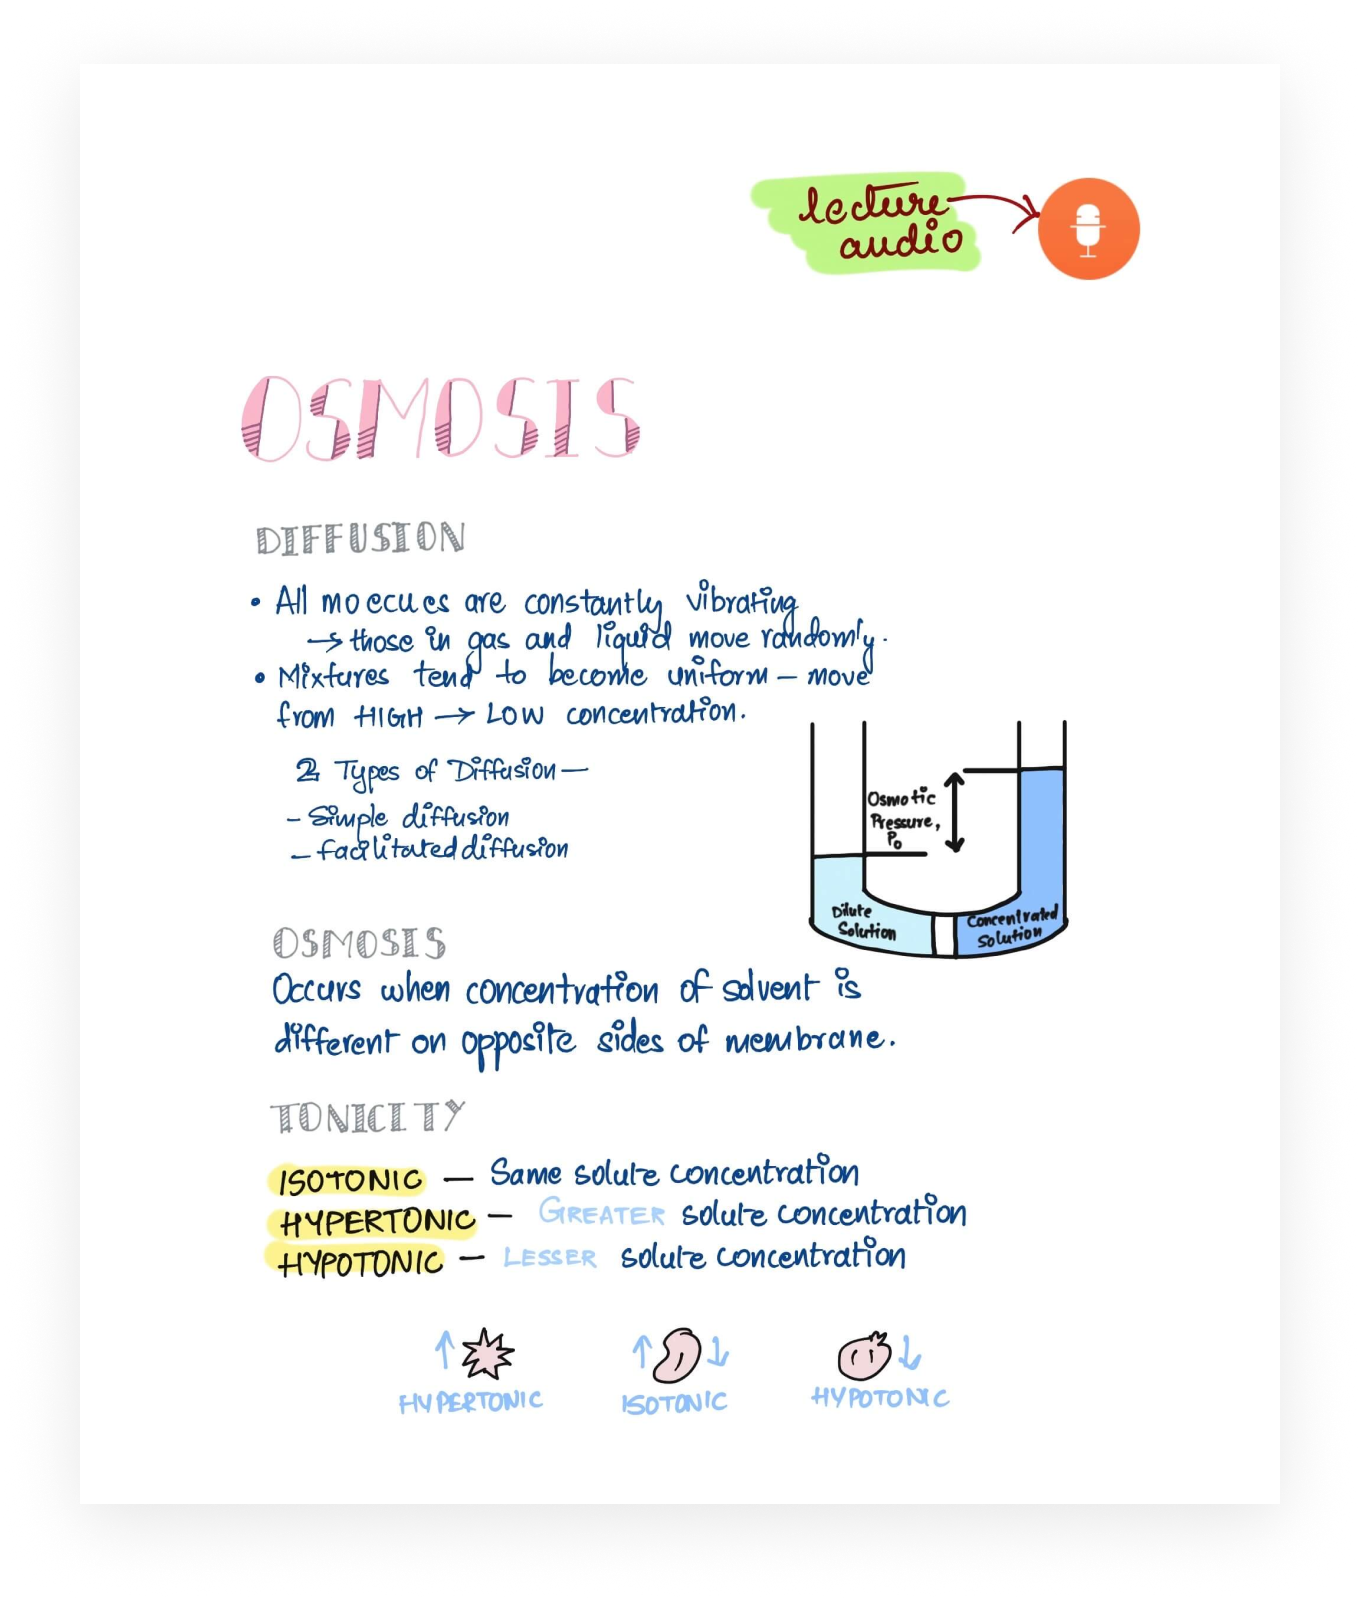 lecture
audio
OSMOSIS
DIFFUSION
• All moecues are constantly vibrating
→ those in gas and liquid move randomly.
• Mixtures tend to become uniform – move
from HIGH → LOW concentration.
2 Types of Diffusion –
– Simple diffusion
– facilitated diffusion
Osmotic
Pressure,
Po
Dilute
Solution
Concentrated
Solution
OSMOSIS
Occurs when concentration of solvent is
different on opposite sides of membrane.
TONICITY
ISOTONIC – Same solute concentration
HYPERTONIC – GREATER solute concentration
HYPOTONIC – LESSER solute concentration
HYPERTONIC
ISOTONIC
HYPOTONIC